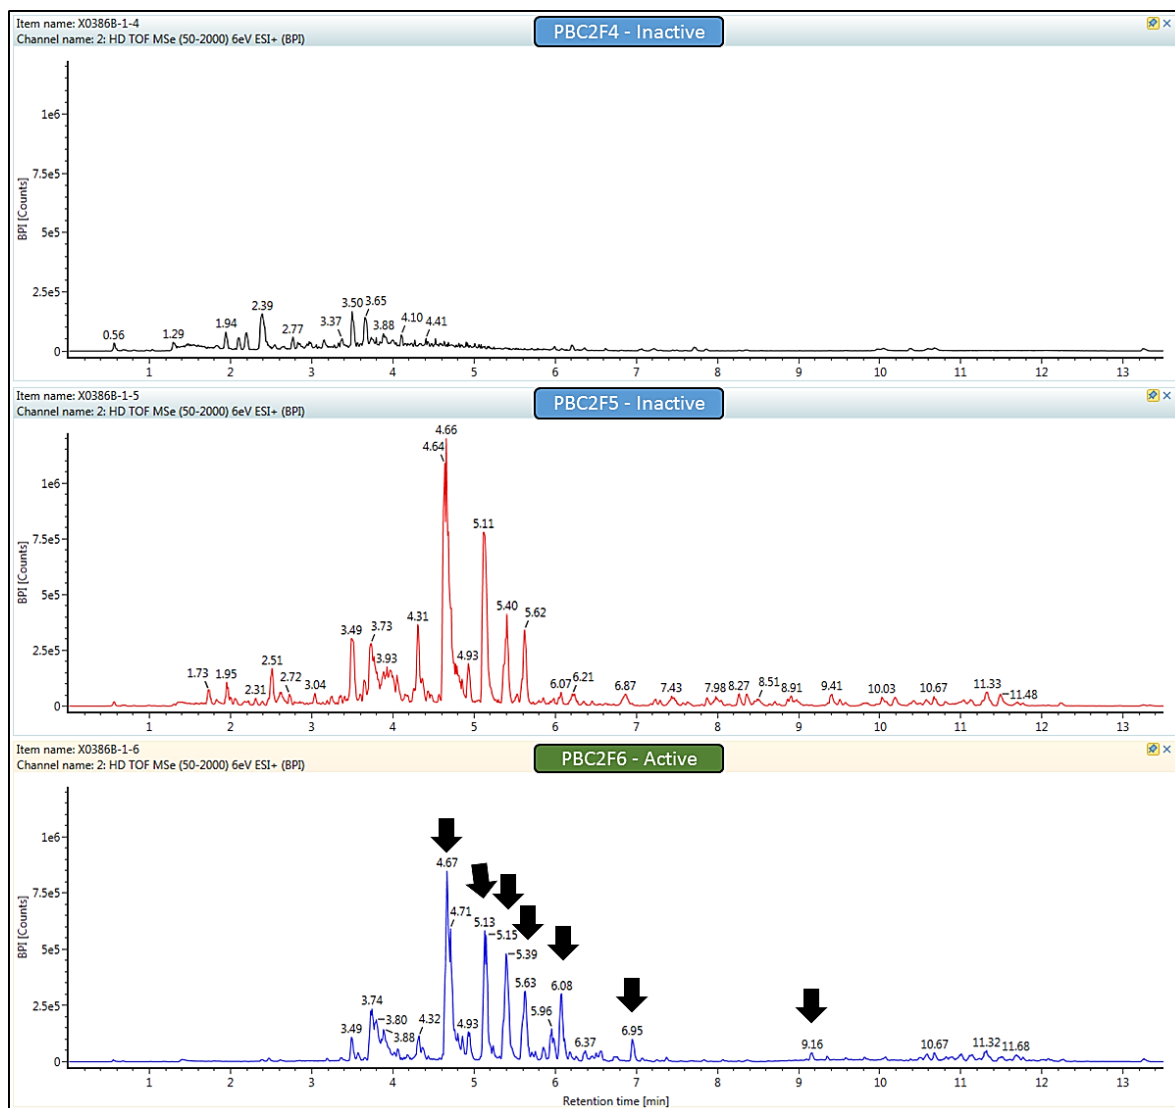 Item name: X0386B-1-4
Channel name: 2: HD TOF MSe (50-2000) 6eV ESI+ (BPI)
PBC2F4 - Inactive
BPI [Counts]
1e6
7.5e5
5e5
2.5e5
0
0.56
1.29
1.94
2.39
2.77
3.37
3.50
3.65
3.88
4.10
4.41
1 2 3 4 5 6 7 8 9 10 11 12 13
Item name: X0386B-1-5
Channel name: 2: HD TOF MSe (50-2000) 6eV ESI+ (BPI)
PBC2F5 - Inactive
BPI [Counts]
1e6
7.5e5
5e5
2.5e5
0
1.73
1.95
2.31
2.51
2.72
3.04
3.49
3.73
3.93
4.31
4.64
4.66
4.93
5.11
5.40
5.62
6.07
6.21
6.87
7.43
7.98
8.27
8.51
8.91
9.41
10.03
10.67
11.33
11.48
1 2 3 4 5 6 7 8 9 10 11 12 13
Item name: X0386B-1-6
Channel name: 2: HD TOF MSe (50-2000) 6eV ESI+ (BPI)
PBC2F6 - Active
BPI [Counts]
1e6
7.5e5
5e5
2.5e5
0
3.49
3.74
3.80
3.88
4.32
4.67
4.71
4.93
5.13
5.15
5.39
5.63
5.96
6.08
6.37
6.95
9.16
10.67
11.32
11.68
1 2 3 4 5 6 7 8 9 10 11 12 13
Retention time [min]